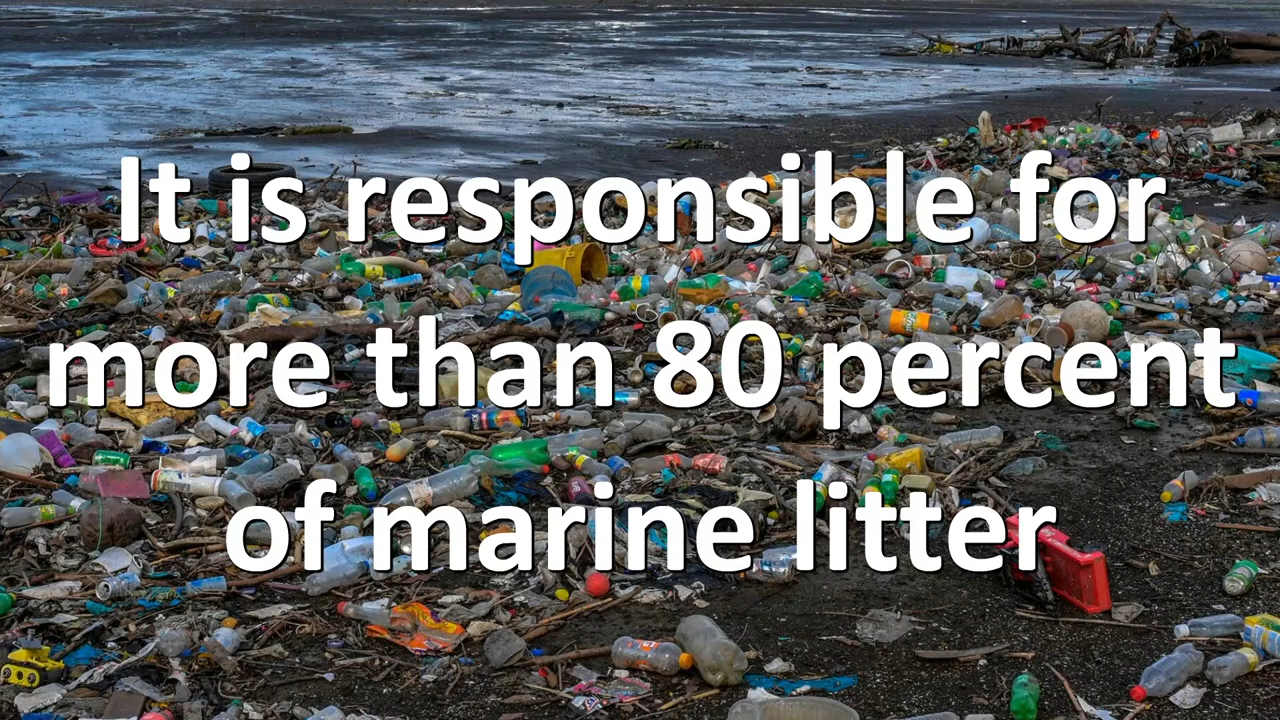 It is responsible for
more than 80 percent
of marine litter